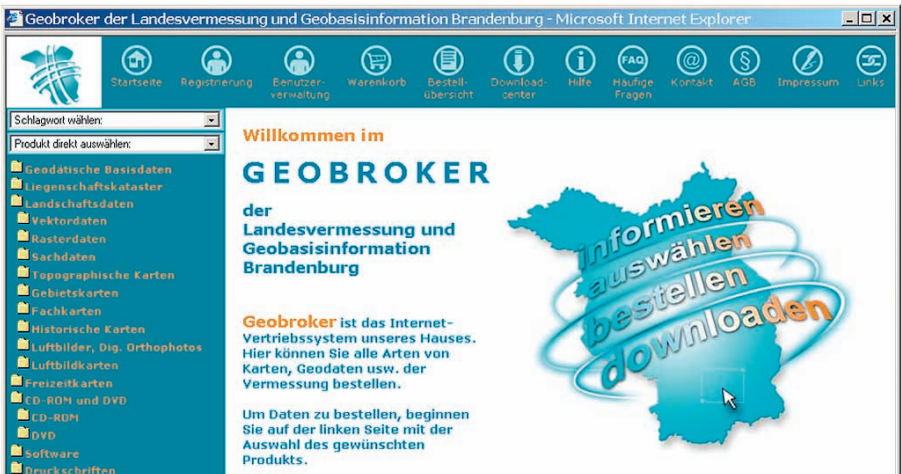 Geobroker der Landesvermessung und Geobasisinformation Brandenburg - Microsoft Internet Explorer
Startseite
Registrierung
Benutzer-
verwaltung
Warenkorb
Bestell-
übersicht
Download-
center
Hilfe
FAQ
Häufige
Fragen
@
Kontakt
§
AGB
Impressum
Links
Schlagwort wählen:
Produkt direkt auswählen:
Geodätische Basisdaten
Liegenschaftskataster
Landschaftsdaten
Vektordaten
Rasterdaten
Sachdaten
Topographische Karten
Gebietskarten
Fachkarten
Historische Karten
Luftbilder, Dig. Orthophotos
Luftbildkarten
Freizeitkarten
CD-ROM und DVD
CD-ROM
DVD
Software
Druckschriften
Willkommen im
GEOBROKER
der
Landesvermessung und
Geobasisinformation
Brandenburg
Geobroker ist das Internet-
Vertriebssystem unseres Hauses.
Hier können Sie alle Arten von
Karten, Geodaten usw. der
Vermessung bestellen.
Um Daten zu bestellen, beginnen
Sie auf der linken Seite mit der
Auswahl des gewünschten
Produkts.
informieren
auswählen
bestellen
downloaden